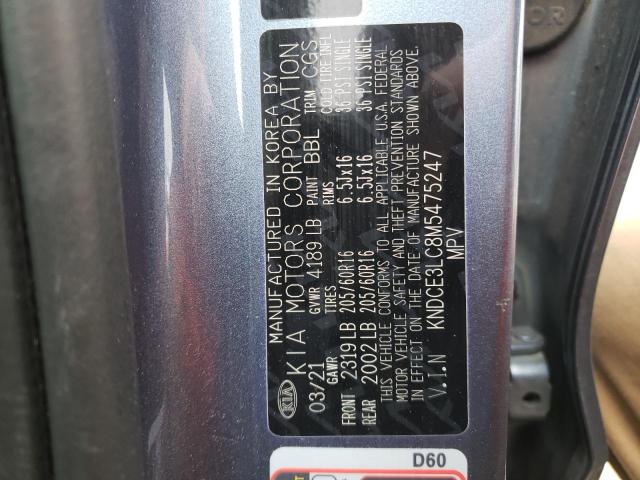 MANUFACTURED IN KOREA BY
KIA KIA MOTORS CORPORATION
03/21 GVWR 4189 LB PAINT BBL TRIM CGS
GAWR TIRES RIMS COLD TIRE INFL
FRONT 2319 LB 205/60R16 6.5Jx16 36 PSI SINGLE
REAR 2002 LB 205/60R16 6.5Jx16 36 PSI SINGLE
THIS VEHICLE CONFORMS TO ALL APPLICABLE U.S.A. FEDERAL
MOTOR VEHICLE SAFETY AND THEFT PREVENTION STANDARDS
IN EFFECT ON THE DATE OF MANUFACTURE SHOWN ABOVE.
V.I.N KNDCE3LC8M5475247
MPV
D60